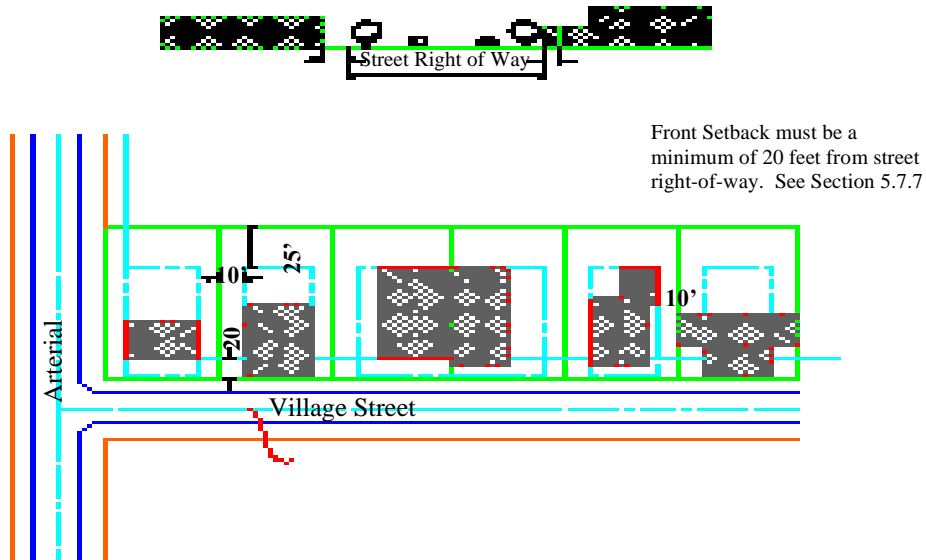 Street Right of Way
Front Setback must be a
minimum of 20 feet from street
right-of-way.  See Section 5.7.7
25'
10'
10'
20
Arterial
Village Street